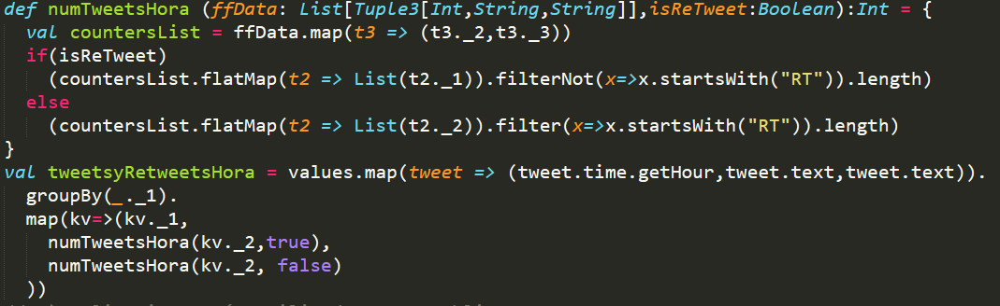 def numTweetsHora (ffData: List[Tuple3[Int,String,String]],isReTweet:Boolean):Int = {
  val countersList = ffData.map(t3 => (t3._2,t3._3))
  if(isReTweet)
    (countersList.flatMap(t2 => List(t2._1)).filterNot(x=>x.startsWith("RT")).length)
  else
    (countersList.flatMap(t2 => List(t2._2)).filter(x=>x.startsWith("RT")).length)
}
val tweetsyRetweetsHora = values.map(tweet => (tweet.time.getHour,tweet.text,tweet.text)).
  groupBy(_._1).
  map(kv=>(kv._1,
    numTweetsHora(kv._2,true),
    numTweetsHora(kv._2, false)
  ))